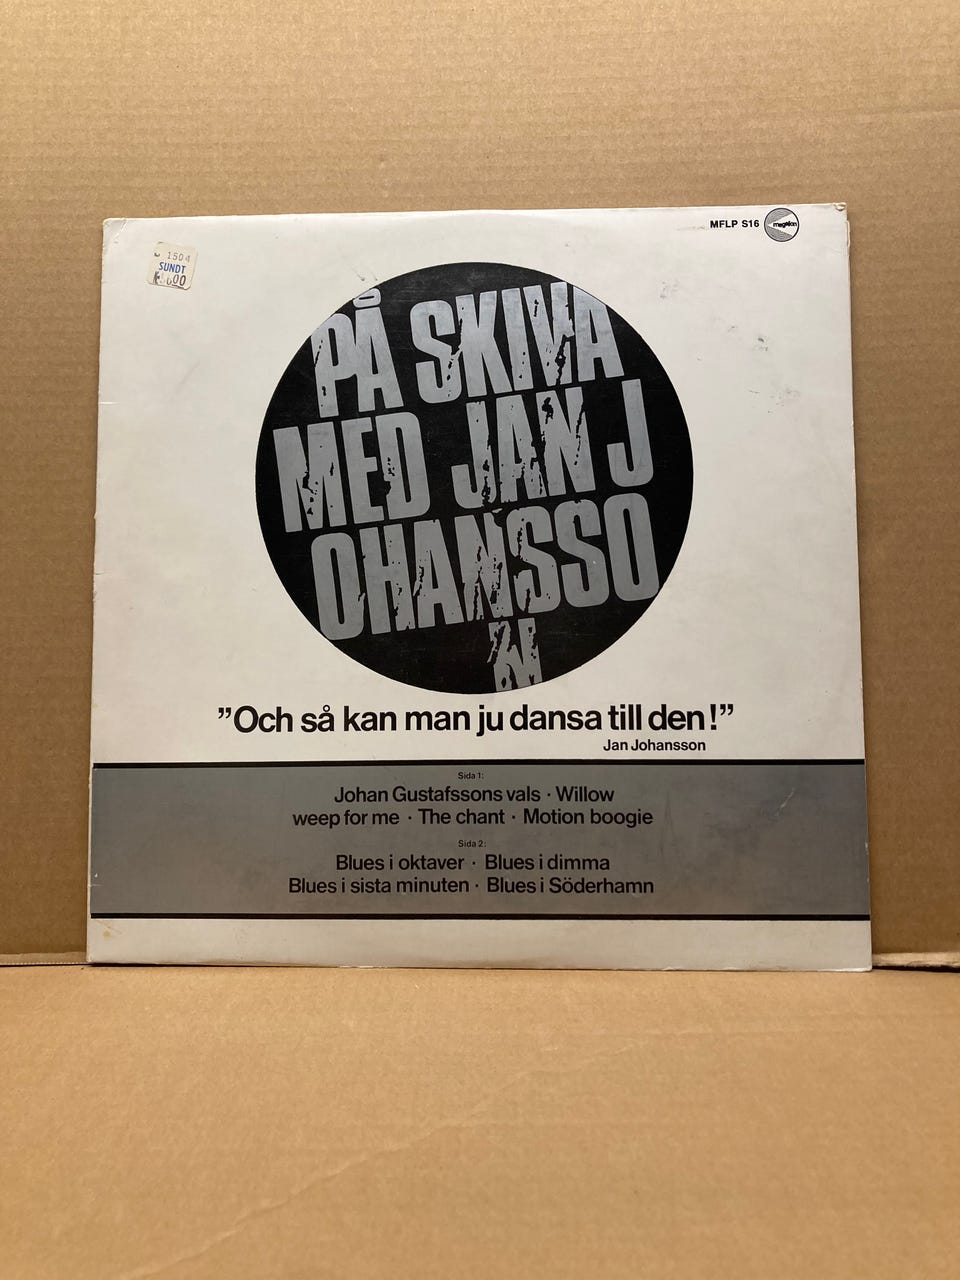 MFLP S16
megafon
1504
SUNDT
PÅ SKIVA
MED JAN J
OHANSSO
N
”Och så kan man ju dansa till den!”
Jan Johansson
Sida 1:
Johan Gustafssons vals · Willow
weep for me · The chant · Motion boogie
Sida 2:
Blues i oktaver · Blues i dimma
Blues i sista minuten · Blues i Söderhamn